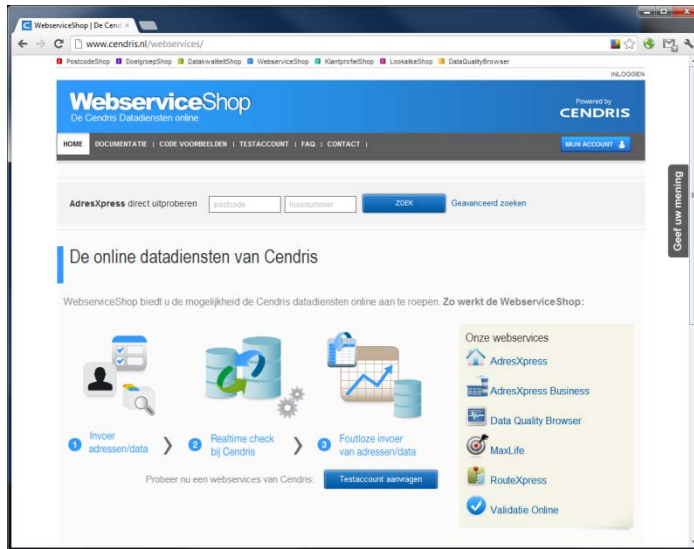 WebserviceShop | De Cend
www.cendris.nl/webservices/
PostcodeShop DoelgroepShop DatakwaliteitShop WebserviceShop KlantprofielShop LookalikeShop DataQualityBrowser
INLOGGEN
WebserviceShop
De Cendris Datadiensten online
Powered by
CENDRIS
HOME DOCUMENTATIE | CODE VOORBEELDEN | TESTACCOUNT | FAQ | CONTACT |
MIJN ACCOUNT
Geef uw mening
AdresXpress direct uitproberen postcode huisnummer ZOEK Geavanceerd zoeken
De online datadiensten van Cendris
WebserviceShop biedt u de mogelijkheid de Cendris datadiensten online aan te roepen. Zo werkt de WebserviceShop:
1 Invoer
adressen/data
2 Realtime check
bij Cendris
3 Foutloze invoer
van adressen/data
Probeer nu een webservices van Cendris: Testaccount aanvragen
Onze webservices
AdresXpress
AdresXpress Business
Data Quality Browser
MaxLife
RouteXpress
Validatie Online